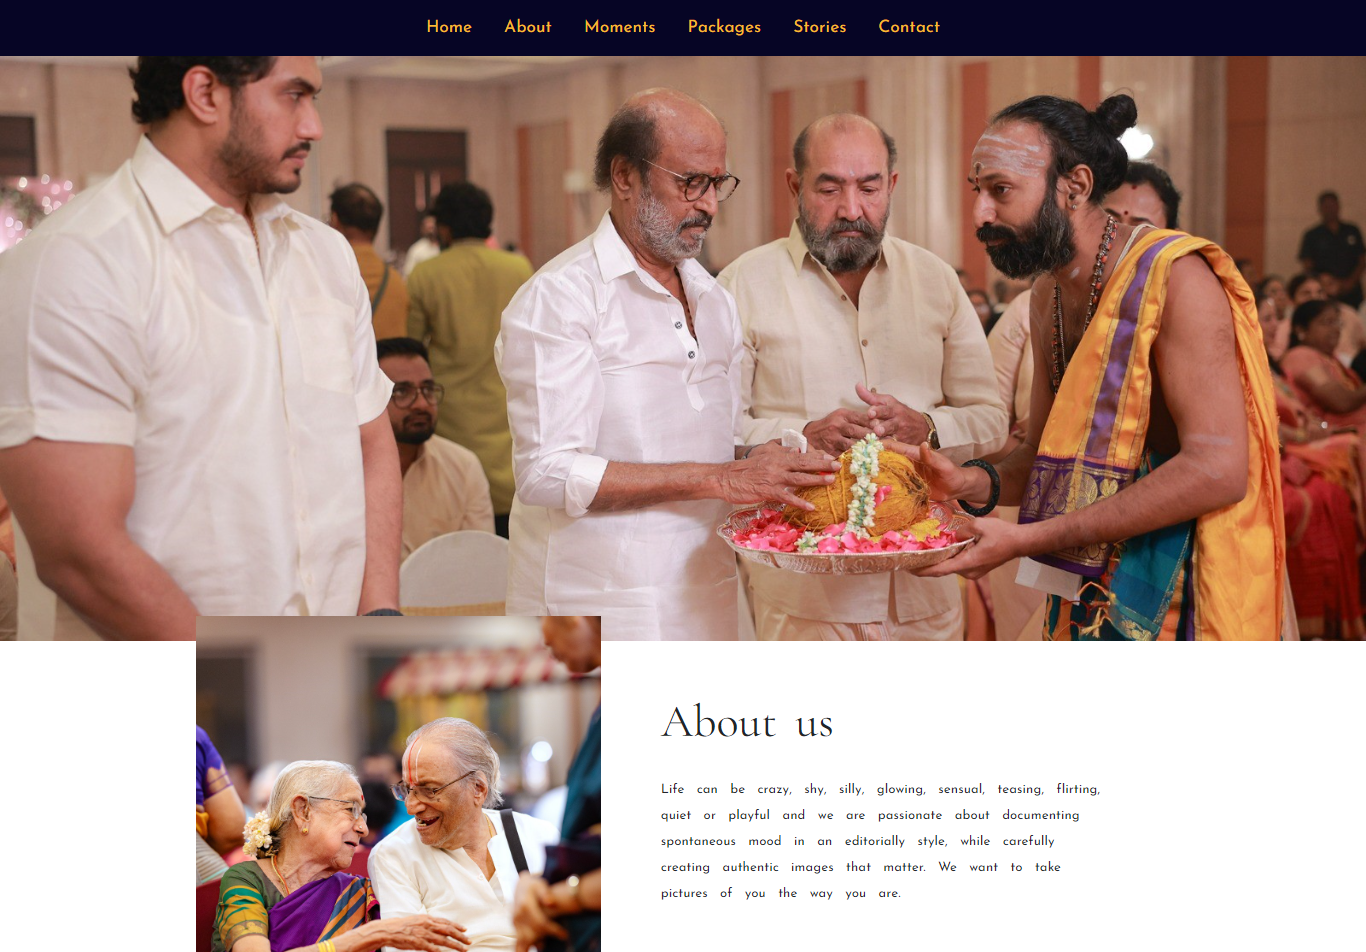 Home About Moments Packages Stories Contact
About us
Life can be crazy, shy, silly, glowing, sensual, teasing, flirting,
quiet or playful and we are passionate about documenting
spontaneous mood in an editorially style, while carefully
creating authentic images that matter. We want to take
pictures of you the way you are.